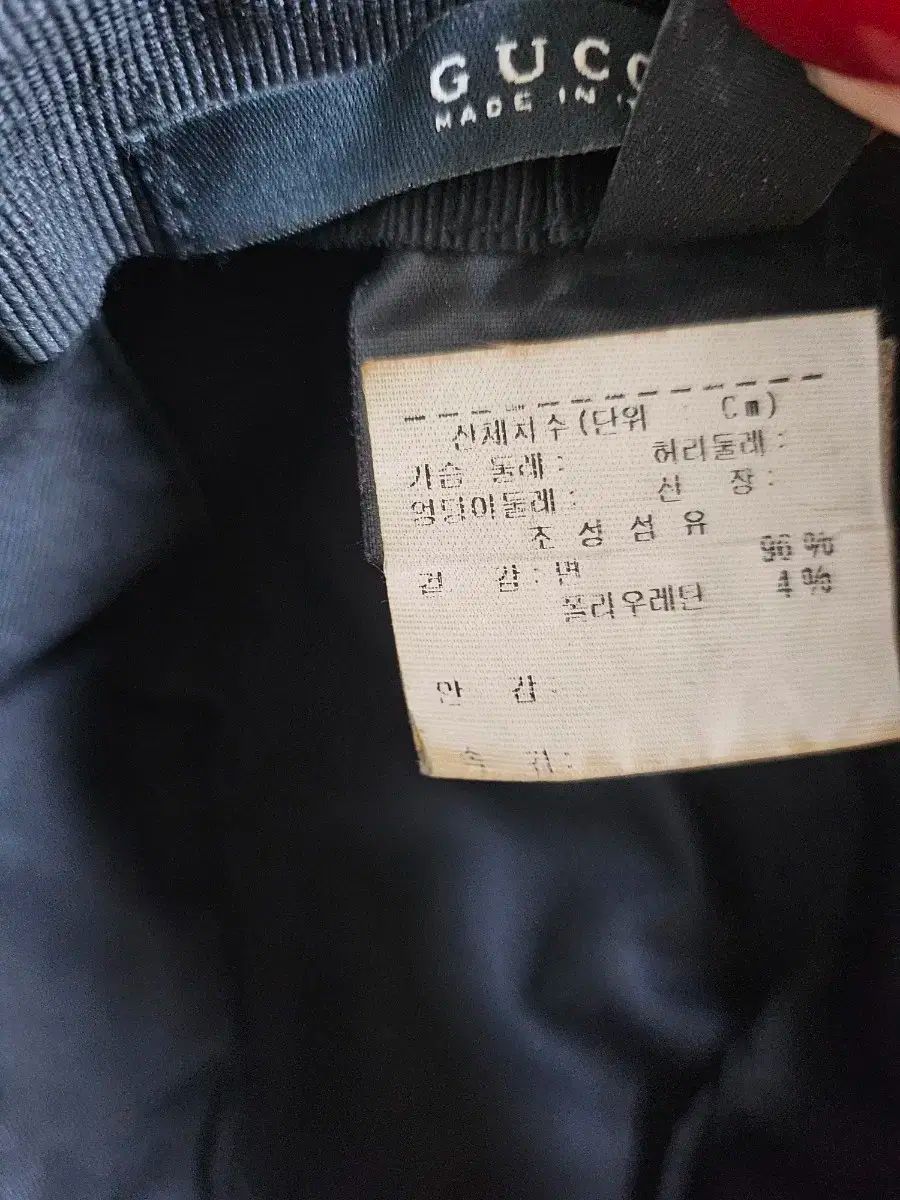 GUCC
MADE IN
신체치수(단위 : Cm)
가슴 둘레: 허리둘레:
엉덩이둘레: 신 장:
조 성 섬 유
겉 감:면 96%
폴리우레탄 4%
안 감: